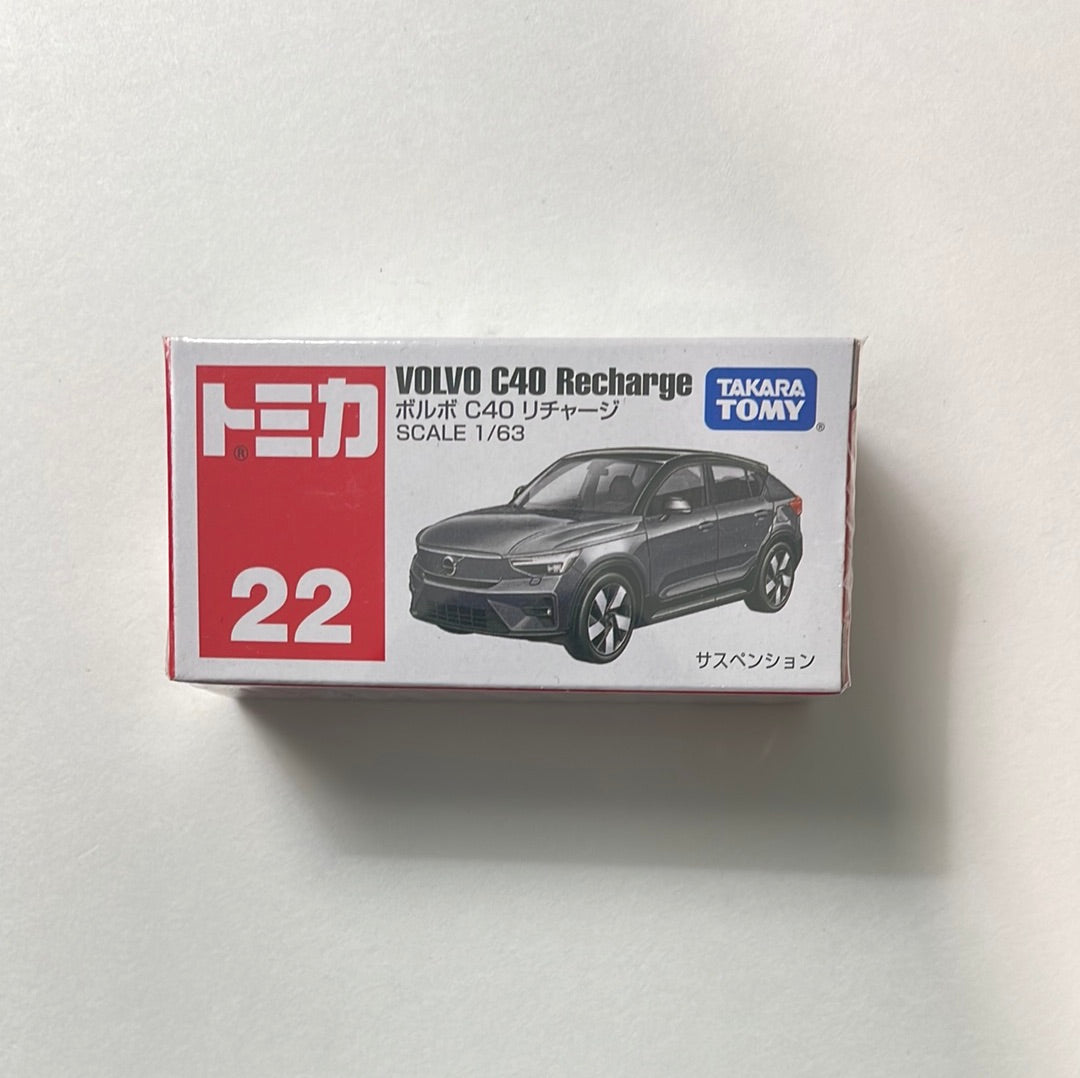 トミカ
®
22
VOLVO C40 Recharge
ボルボ C40 リチャージ
SCALE 1/63
TAKARA
TOMY
®
サスペンション